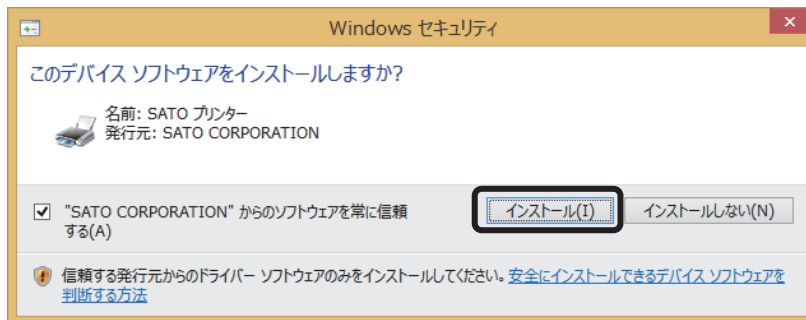 Windows セキュリティ
このデバイス ソフトウェアをインストールしますか?
名前: SATO プリンター
発行元: SATO CORPORATION
"SATO CORPORATION" からのソフトウェアを常に信頼
する(A)
インストール(I)
インストールしない(N)
信頼する発行元からのドライバー ソフトウェアのみをインストールしてください。安全にインストールできるデバイス ソフトウェアを
判断する方法